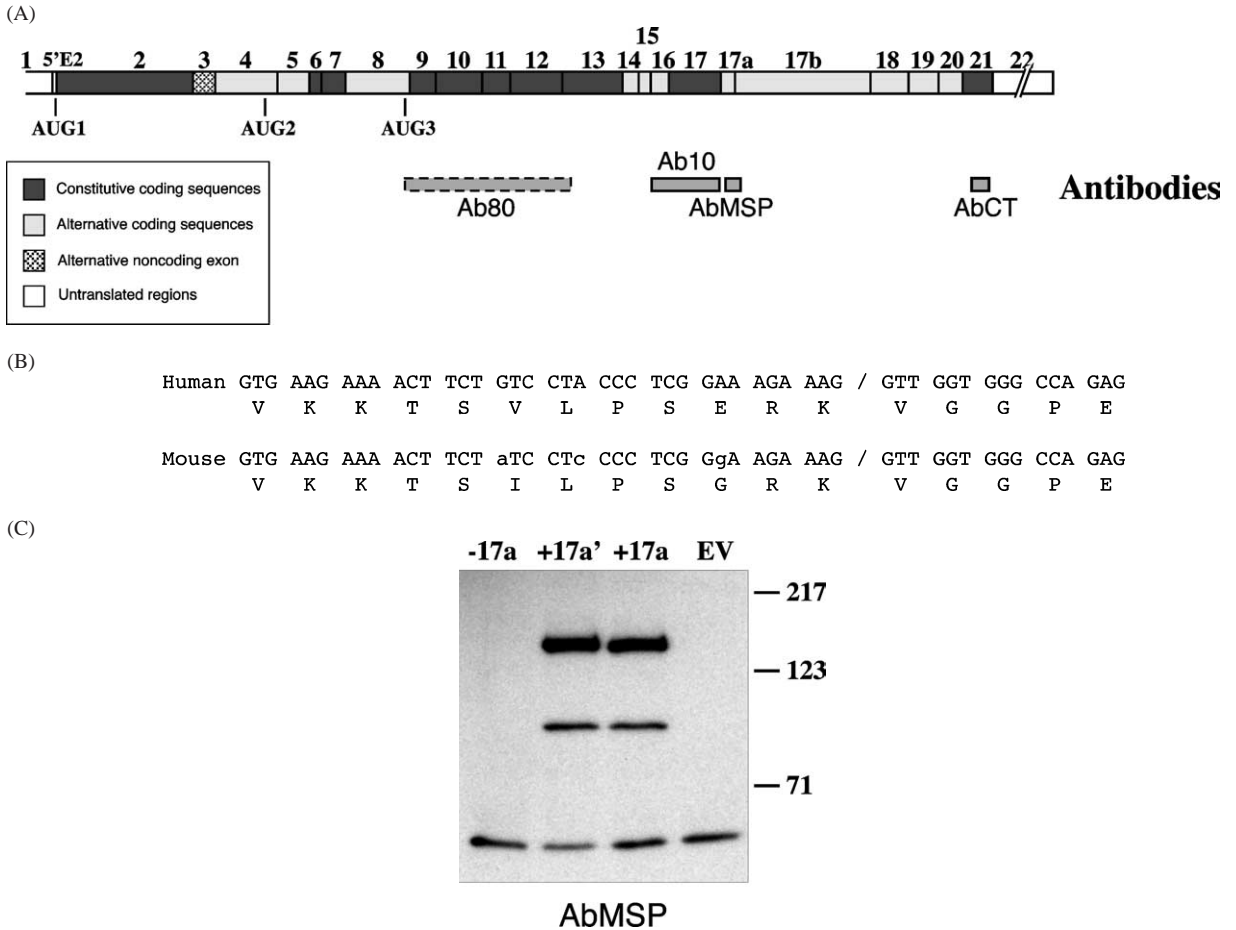 (A)
15
1 5'E2 2 3 4 5 6 7 8 9 10 11 12 13 14 16 17 17a 17b 18 19 20 21 22
AUG1 AUG2 AUG3
Ab10
Ab80 AbMSP AbCT Antibodies
Constitutive coding sequences
Alternative coding sequences
Alternative noncoding exon
Untranslated regions
(B)
Human GTG AAG AAA ACT TCT GTC CTA CCC TCG GAA AGA AAG / GTT GGT GGG CCA GAG
V K K T S V L P S E R K V G G P E
Mouse GTG AAG AAA ACT TCT aTC CTc CCC TCG GgA AGA AAG / GTT GGT GGG CCA GAG
V K K T S I L P S G R K V G G P E
(C)
-17a +17a' +17a EV
217
123
71
AbMSP